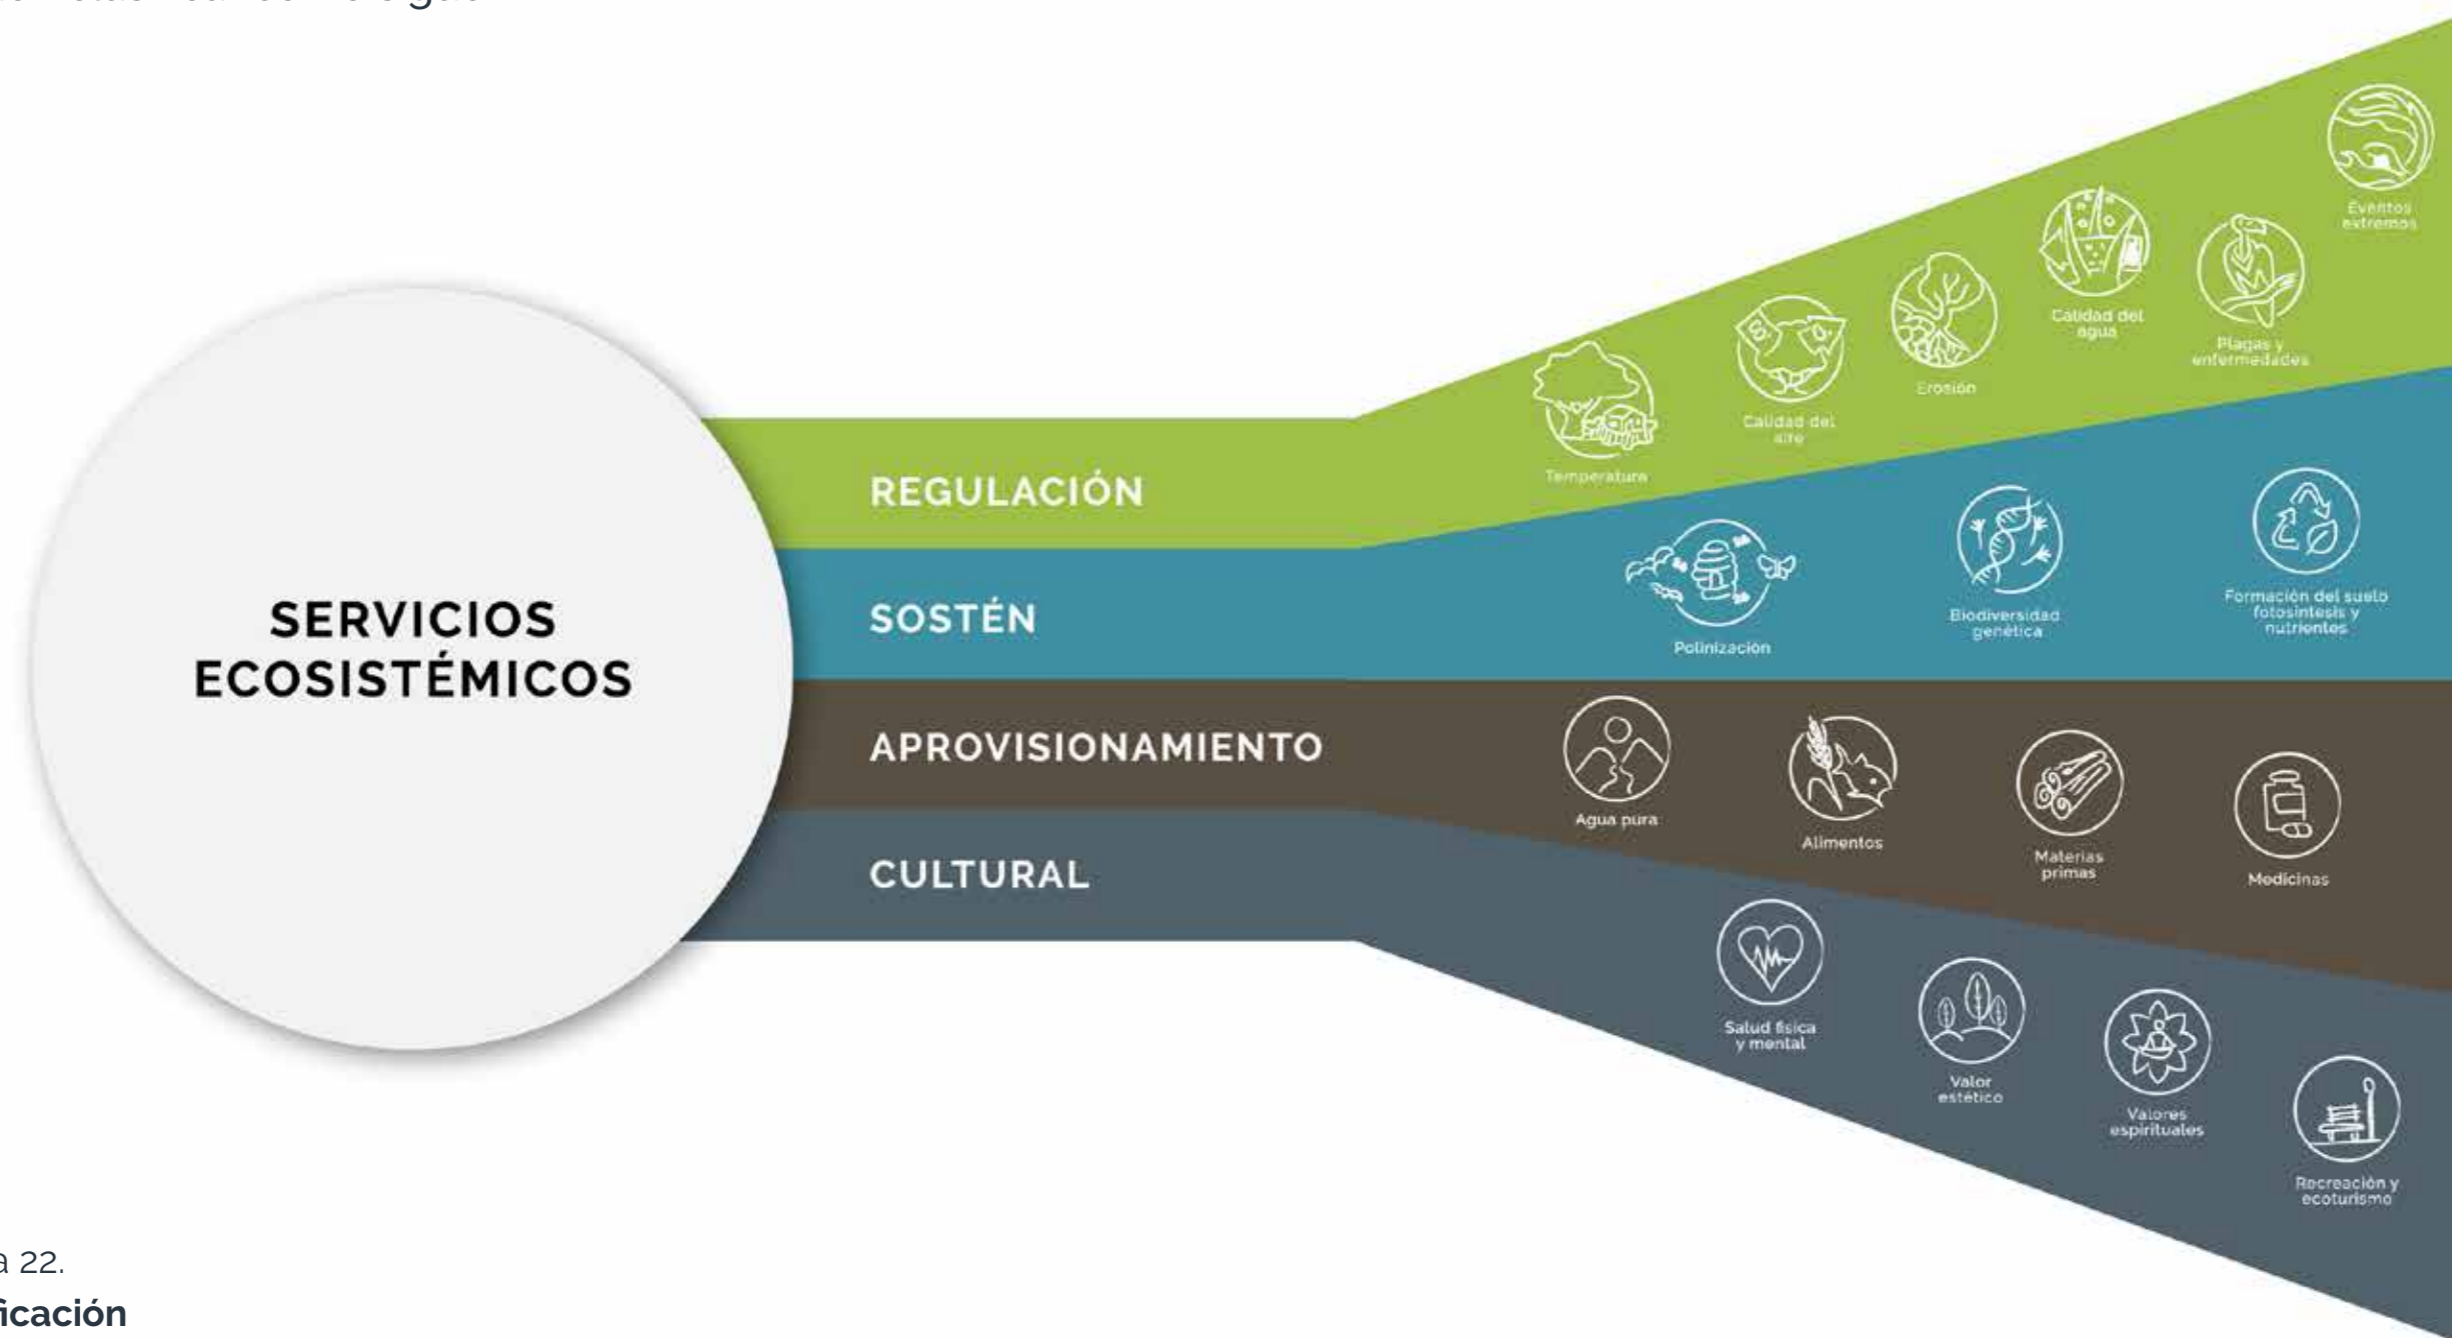 a 22.
ficación
SERVICIOS
ECOSISTÉMICOS
REGULACIÓN
Temperatura
Calidad del
aire
Erosión
Calidad del
agua
Plagas y
enfermedades
Eventos
extremos
SOSTÉN
Polinización
Biodiversidad
genética
Formación del suelo
fotosíntesis y
nutrientes
APROVISIONAMIENTO
Agua pura
Alimentos
Materias
primas
Medicinas
CULTURAL
Salud física
y mental
Valor
estético
Valores
espirituales
Recreación y
ecoturismo